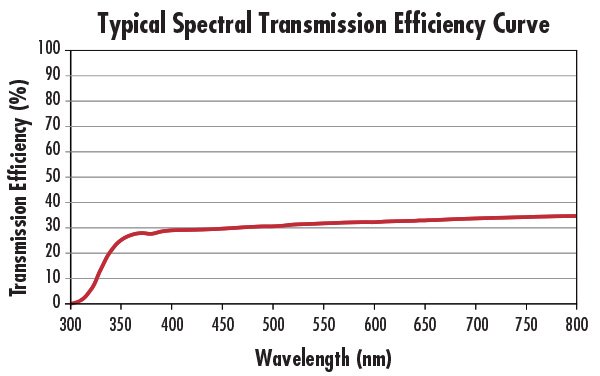 Typical Spectral Transmission Efficiency Curve
Transmission Efficiency (%)
100
90
80
70
60
50
40
30
20
10
0
300 350 400 450 500 550 600 650 700 750 800
Wavelength (nm)